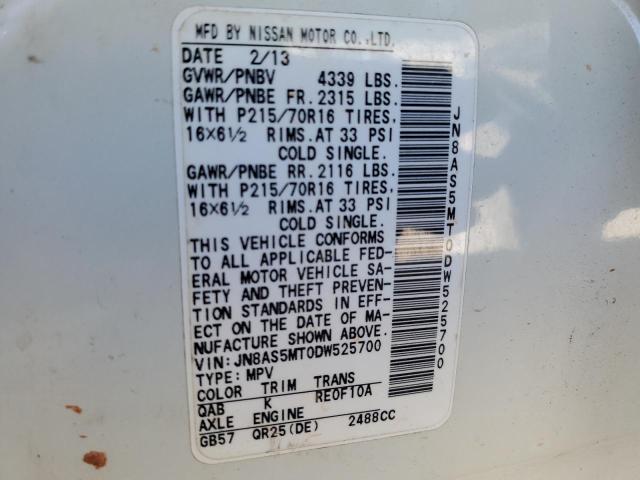 MFD BY NISSAN MOTOR CO.,LTD.
DATE 2/13
GVWR/PNBV 4339 LBS.
GAWR/PNBE FR. 2315 LBS.
WITH P215/70R16 TIRES,
16×6½ RIMS. AT 33 PSI
COLD SINGLE.
GAWR/PNBE RR. 2116 LBS.
WITH P215/70R16 TIRES,
16×6½ RIMS. AT 33 PSI
COLD SINGLE.
THIS VEHICLE CONFORMS
TO ALL APPLICABLE FED-
ERAL MOTOR VEHICLE SA-
FETY AND THEFT PREVEN-
TION STANDARDS IN EFF-
ECT ON THE DATE OF MA-
NUFACTURE SHOWN ABOVE.
VIN: JN8AS5MT0DW525700
TYPE: MPV
COLOR TRIM TRANS
QAB K RE0F10A
AXLE ENGINE
GB57 QR25(DE) 2488CC
JN8AS5MT0DW525700